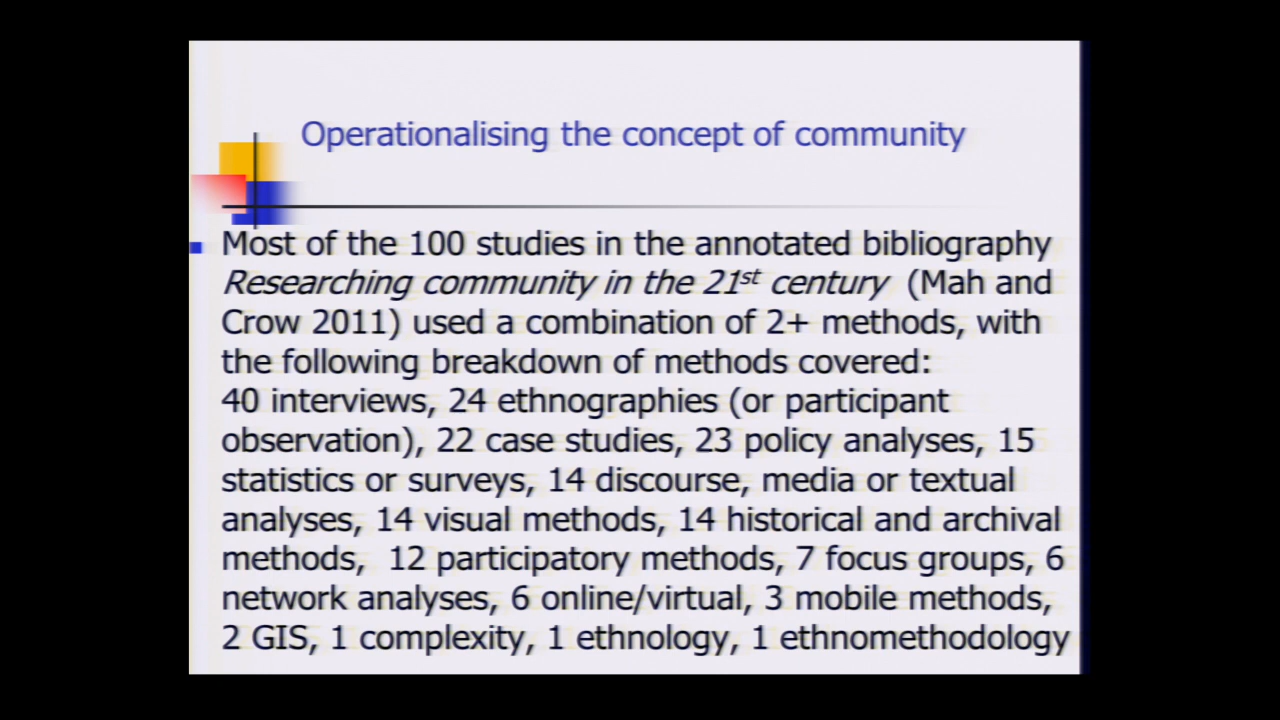 Operationalising the concept of community
Most of the 100 studies in the annotated bibliography
Researching community in the 21st century (Mah and
Crow 2011) used a combination of 2+ methods, with
the following breakdown of methods covered:
40 interviews, 24 ethnographies (or participant
observation), 22 case studies, 23 policy analyses, 15
statistics or surveys, 14 discourse, media or textual
analyses, 14 visual methods, 14 historical and archival
methods, 12 participatory methods, 7 focus groups, 6
network analyses, 6 online/virtual, 3 mobile methods,
2 GIS, 1 complexity, 1 ethnology, 1 ethnomethodology